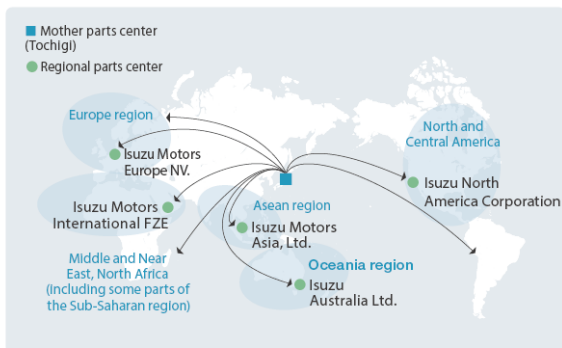 Mother parts center
(Tochigi)
Regional parts center
Europe region
Isuzu Motors
Europe NV.
North and
Central America
Isuzu North
America Corporation
Isuzu Motors
International FZE
Asean region
Isuzu Motors
Asia, Ltd.
Middle and Near
East, North Africa
(including some parts of
the Sub-Saharan region)
Oceania region
Isuzu
Australia Ltd.